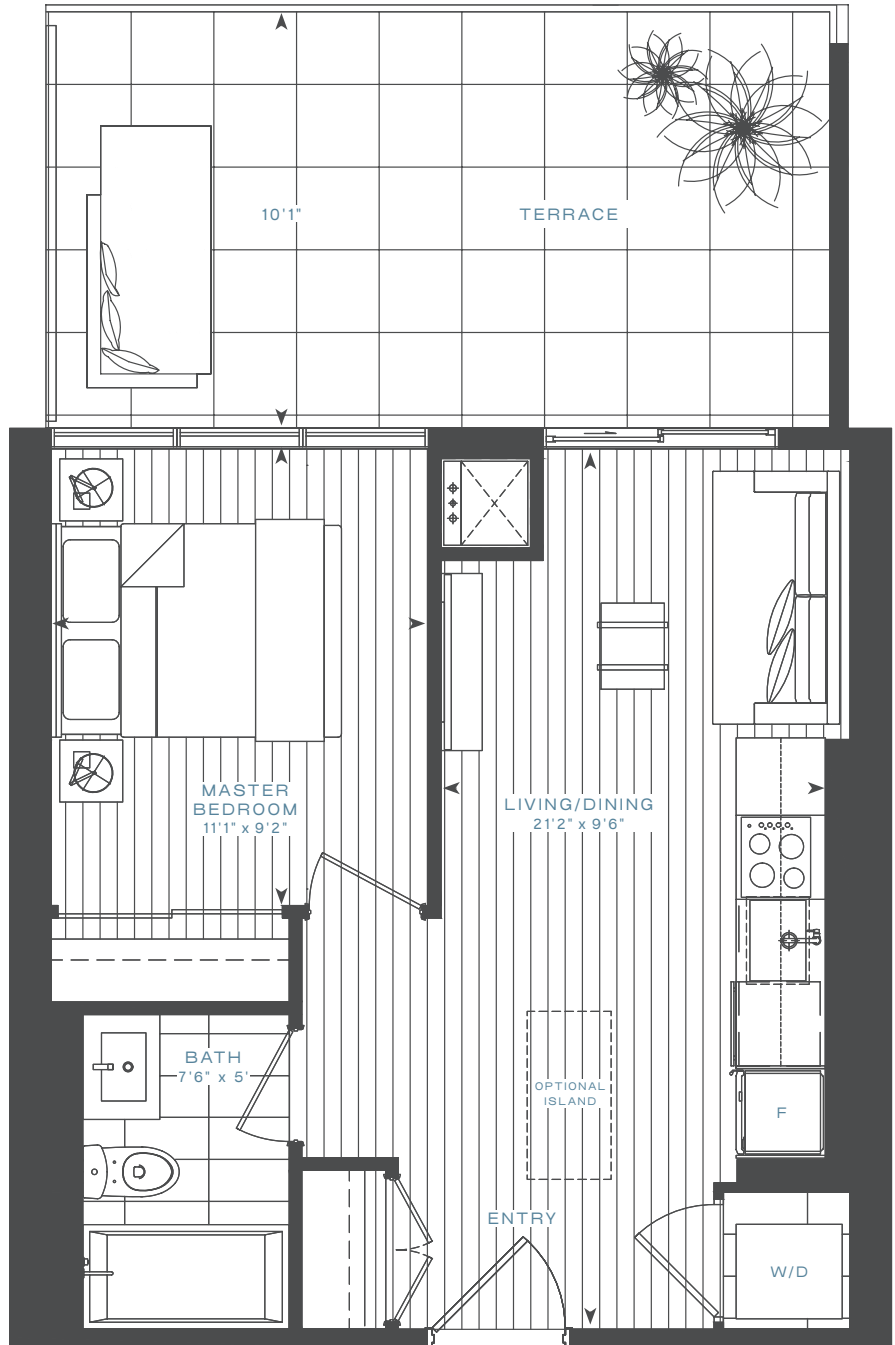 10'1"
TERRACE
MASTER
BEDROOM
11'1" x 9'2"
LIVING/DINING
21'2" x 9'6"
BATH
7'6" x 5'
OPTIONAL
ISLAND
F
ENTRY
W/D